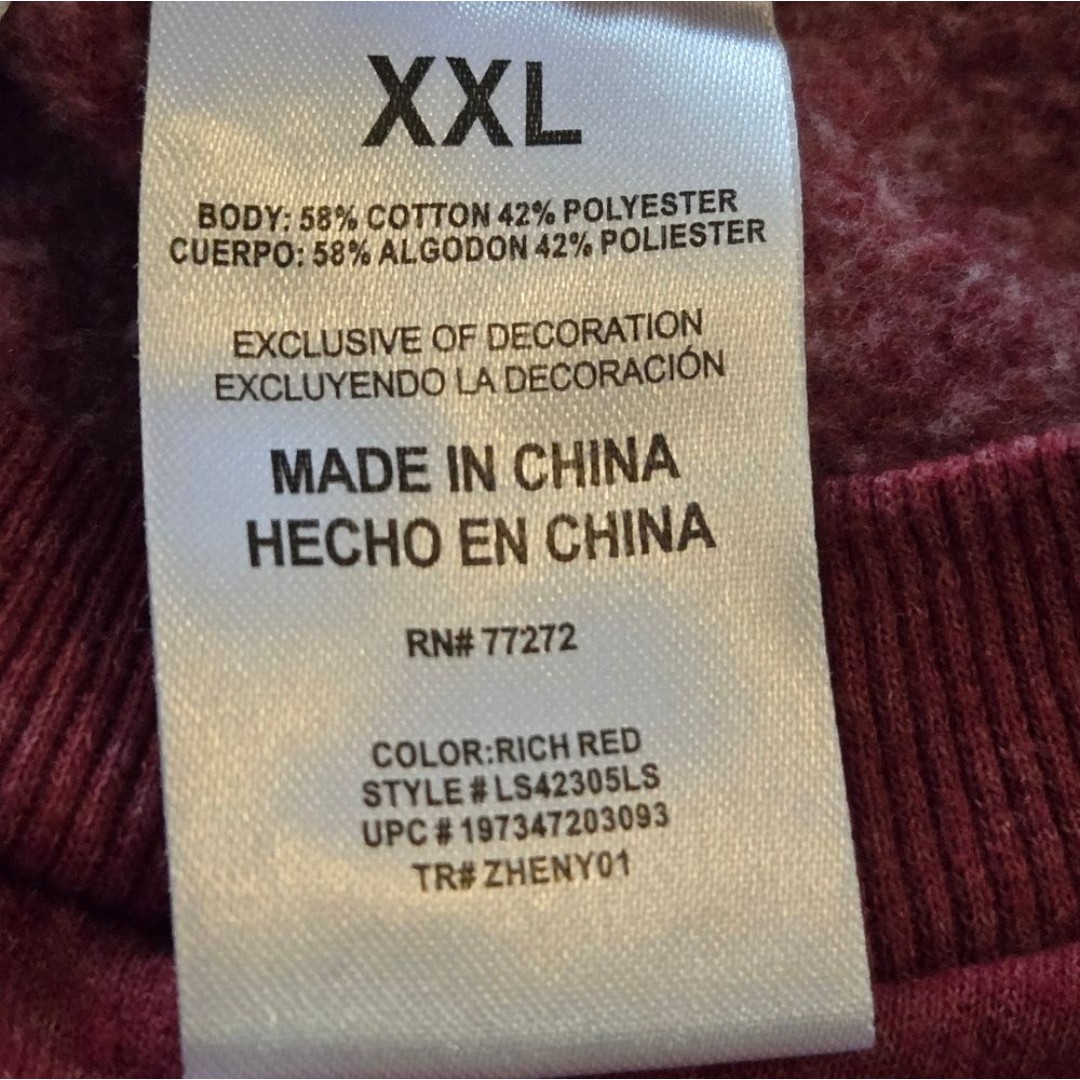 XXL
BODY: 58% COTTON 42% POLYESTER
CUERPO: 58% ALGODON 42% POLIESTER
EXCLUSIVE OF DECORATION
EXCLUYENDO LA DECORACIÓN
MADE IN CHINA
HECHO EN CHINA
RN# 77272
COLOR:RICH RED
STYLE # LS42305LS
UPC # 197347203093
TR# ZHENY01